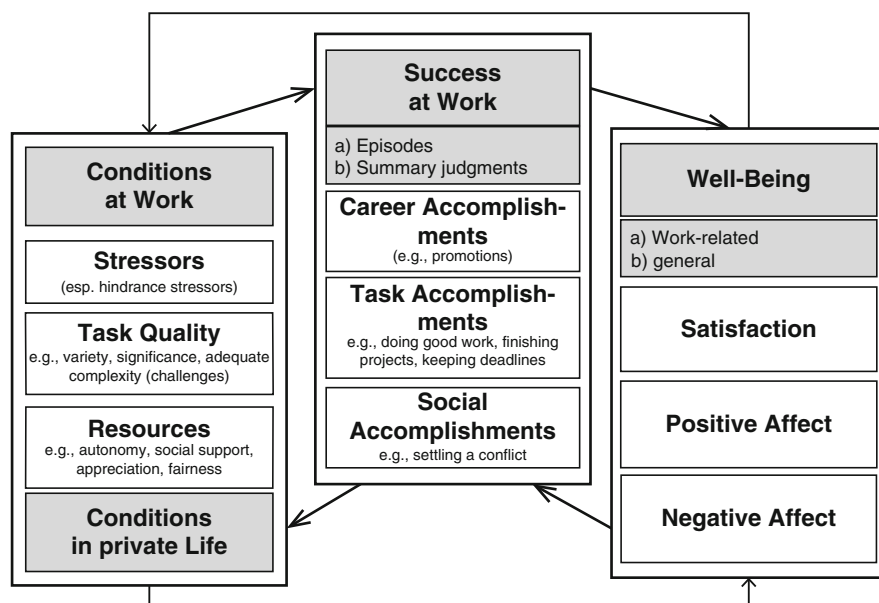 Conditions
at Work
Stressors
(esp. hindrance stressors)
Task Quality
e.g., variety, significance, adequate
complexity (challenges)
Resources
e.g., autonomy, social support,
appreciation, fairness
Conditions
in private Life
Success
at Work
a) Episodes
b) Summary judgments
Career Accomplish-
ments
(e.g., promotions)
Task Accomplish-
ments
e.g., doing good work, finishing
projects, keeping deadlines
Social
Accomplishments
e.g., settling a conflict
Well-Being
a) Work-related
b) general
Satisfaction
Positive Affect
Negative Affect